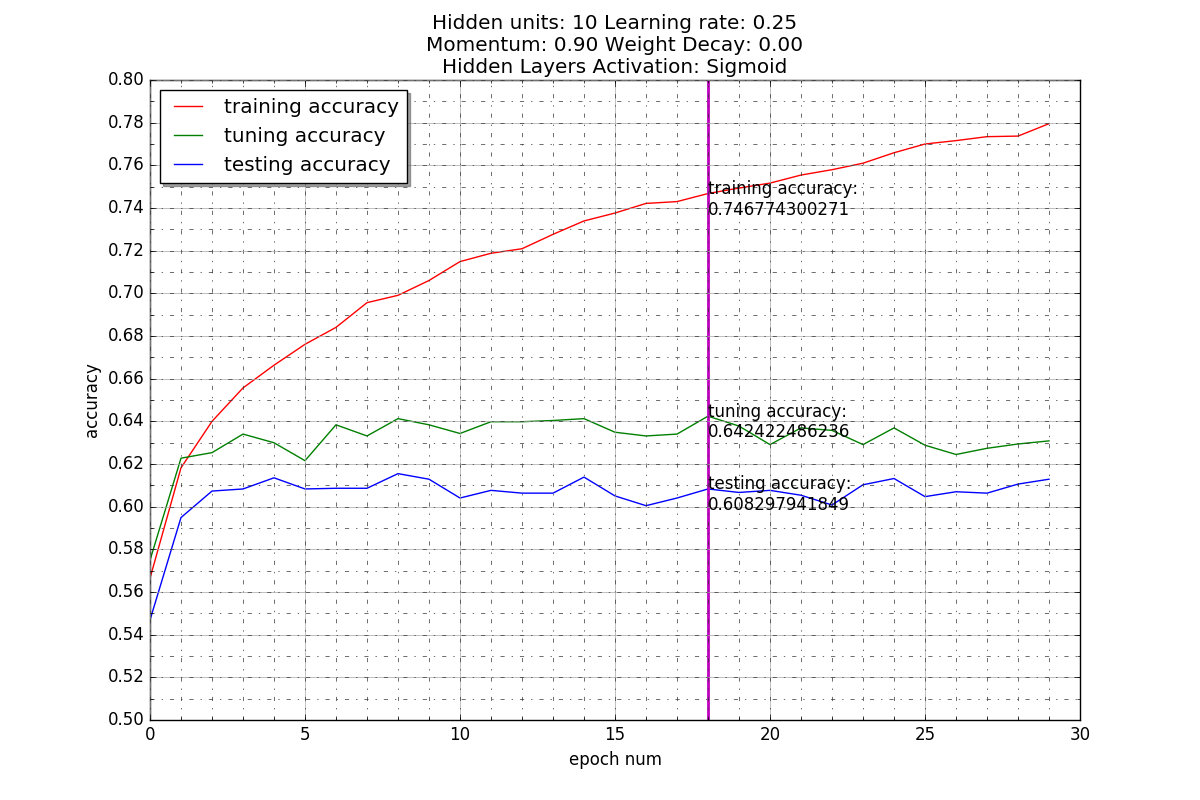 Hidden units: 10 Learning rate: 0.25
Momentum: 0.90 Weight Decay: 0.00
Hidden Layers Activation: Sigmoid
training accuracy
tuning accuracy
testing accuracy
0.80
0.78
0.76
0.74
0.72
0.70
0.68
0.66
0.64
0.62
0.60
0.58
0.56
0.54
0.52
0.50
accuracy
training accuracy:
0.746774300271
tuning accuracy:
0.642422486236
testing accuracy:
0.608297941849
0 5 10 15 20 25 30
epoch num